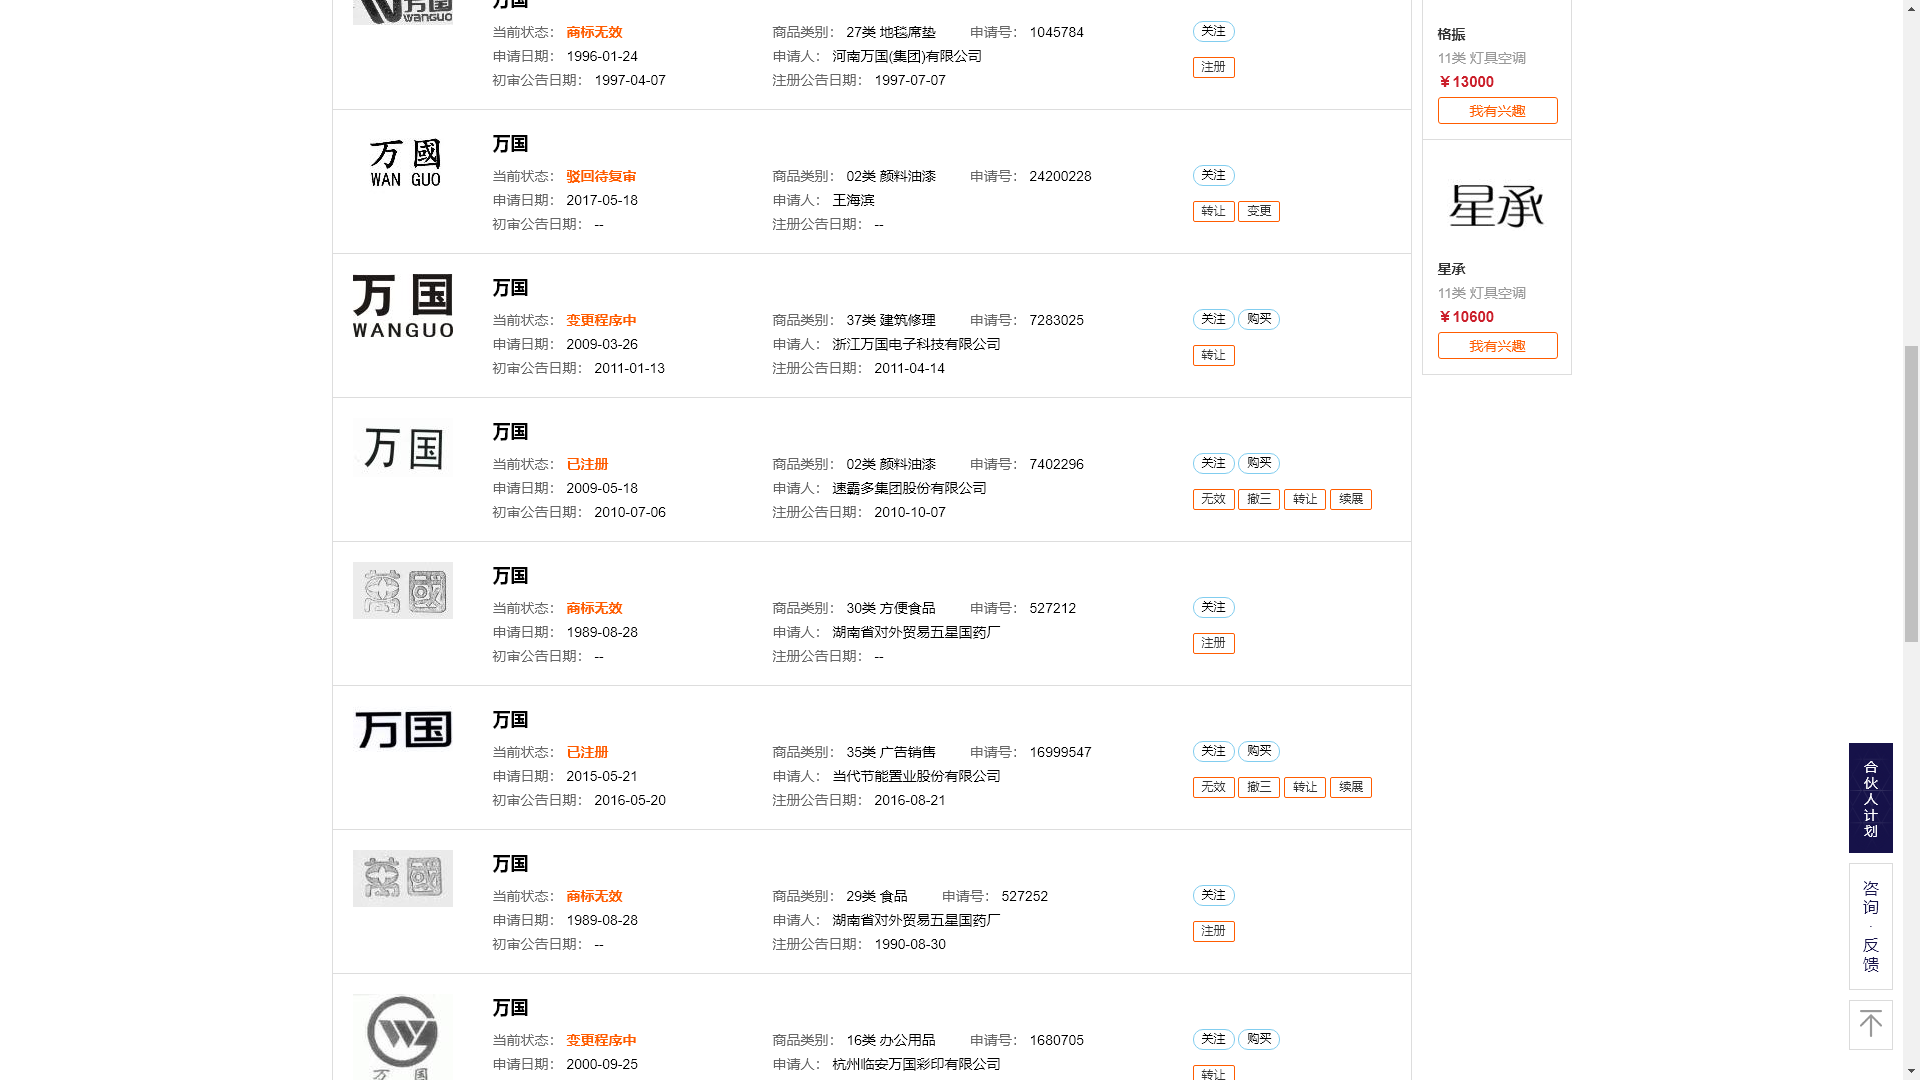 万国
WANGUO
万国
当前状态： 商标无效 商品类别： 27类 地毯席垫 申请号： 1045784 关注
申请日期： 1996-01-24 申请人： 河南万国(集团)有限公司 注册
初审公告日期： 1997-04-07 注册公告日期： 1997-07-07
万國
WAN GUO
万国
当前状态： 驳回待复审 商品类别： 02类 颜料油漆 申请号： 24200228 关注
申请日期： 2017-05-18 申请人： 王海滨 转让 变更
初审公告日期： -- 注册公告日期： --
万国
WANGUO
万国
当前状态： 变更程序中 商品类别： 37类 建筑修理 申请号： 7283025 关注 购买
申请日期： 2009-03-26 申请人： 浙江万国电子科技有限公司 转让
初审公告日期： 2011-01-13 注册公告日期： 2011-04-14
万国
万国
当前状态： 已注册 商品类别： 02类 颜料油漆 申请号： 7402296 关注 购买
申请日期： 2009-05-18 申请人： 速霸多集团股份有限公司 无效 撤三 转让 续展
初审公告日期： 2010-07-06 注册公告日期： 2010-10-07
萬國
万国
当前状态： 商标无效 商品类别： 30类 方便食品 申请号： 527212 关注
申请日期： 1989-08-28 申请人： 湖南省对外贸易五星国药厂 注册
初审公告日期： -- 注册公告日期： --
万国
万国
当前状态： 已注册 商品类别： 35类 广告销售 申请号： 16999547 关注 购买
申请日期： 2015-05-21 申请人： 当代节能置业股份有限公司 无效 撤三 转让 续展
初审公告日期： 2016-05-20 注册公告日期： 2016-08-21
萬國
万国
当前状态： 商标无效 商品类别： 29类 食品 申请号： 527252 关注
申请日期： 1989-08-28 申请人： 湖南省对外贸易五星国药厂 注册
初审公告日期： -- 注册公告日期： 1990-08-30
万国
万国
当前状态： 变更程序中 商品类别： 16类 办公用品 申请号： 1680705 关注 购买
申请日期： 2000-09-25 申请人： 杭州临安万国彩印有限公司 转让
格振
11类 灯具空调
￥13000
我有兴趣
星承
星承
11类 灯具空调
￥10600
我有兴趣
合伙人计划
咨询·反馈